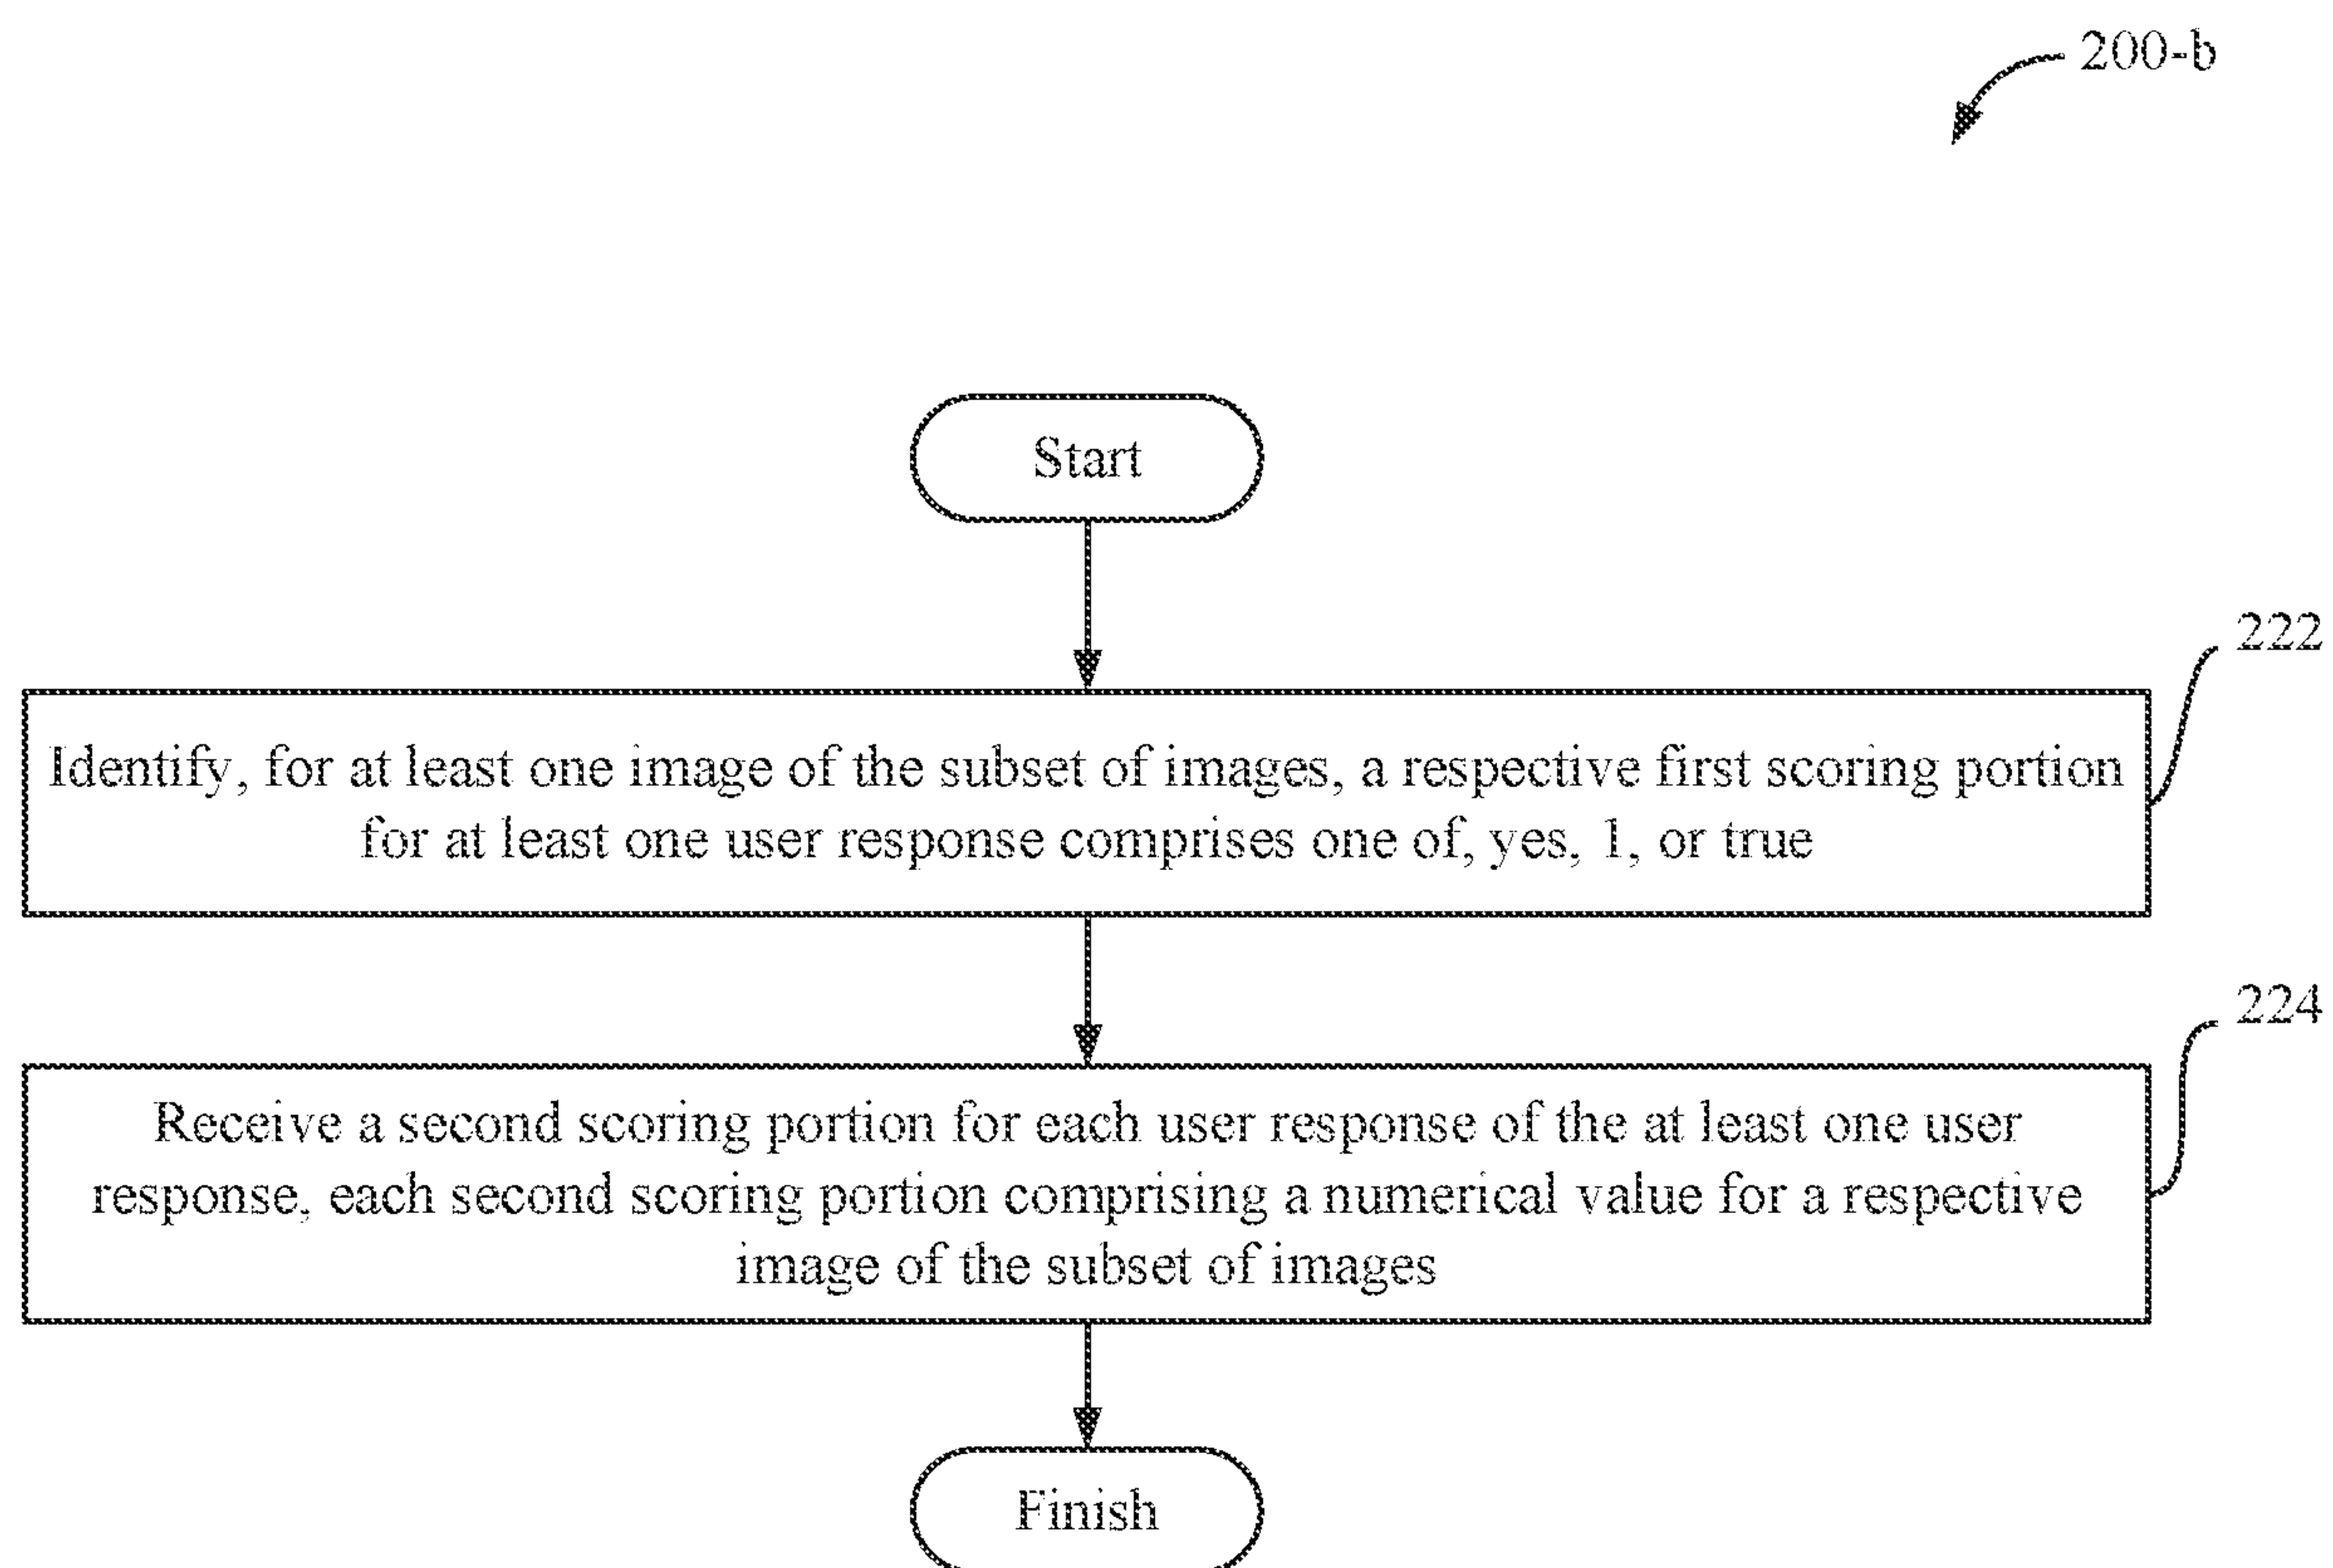 200-b
Start
222
Identify, for at least one image of the subset of images, a respective first scoring portion
for at least one user response comprises one of, yes, 1, or true
224
Receive a second scoring portion for each user response of the at least one user
response, each second scoring portion comprising a numerical value for a respective
image of the subset of images
Finish